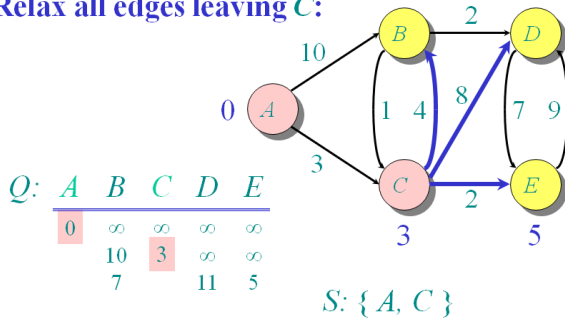 Relax all edges leaving C:
2
B
D
10
8
0
A
1
4
7
9
3
C
E
2
3
5
Q: A B C D E
0 ∞ ∞ ∞ ∞
10 3 ∞ ∞
7 11 5
S: { A, C }